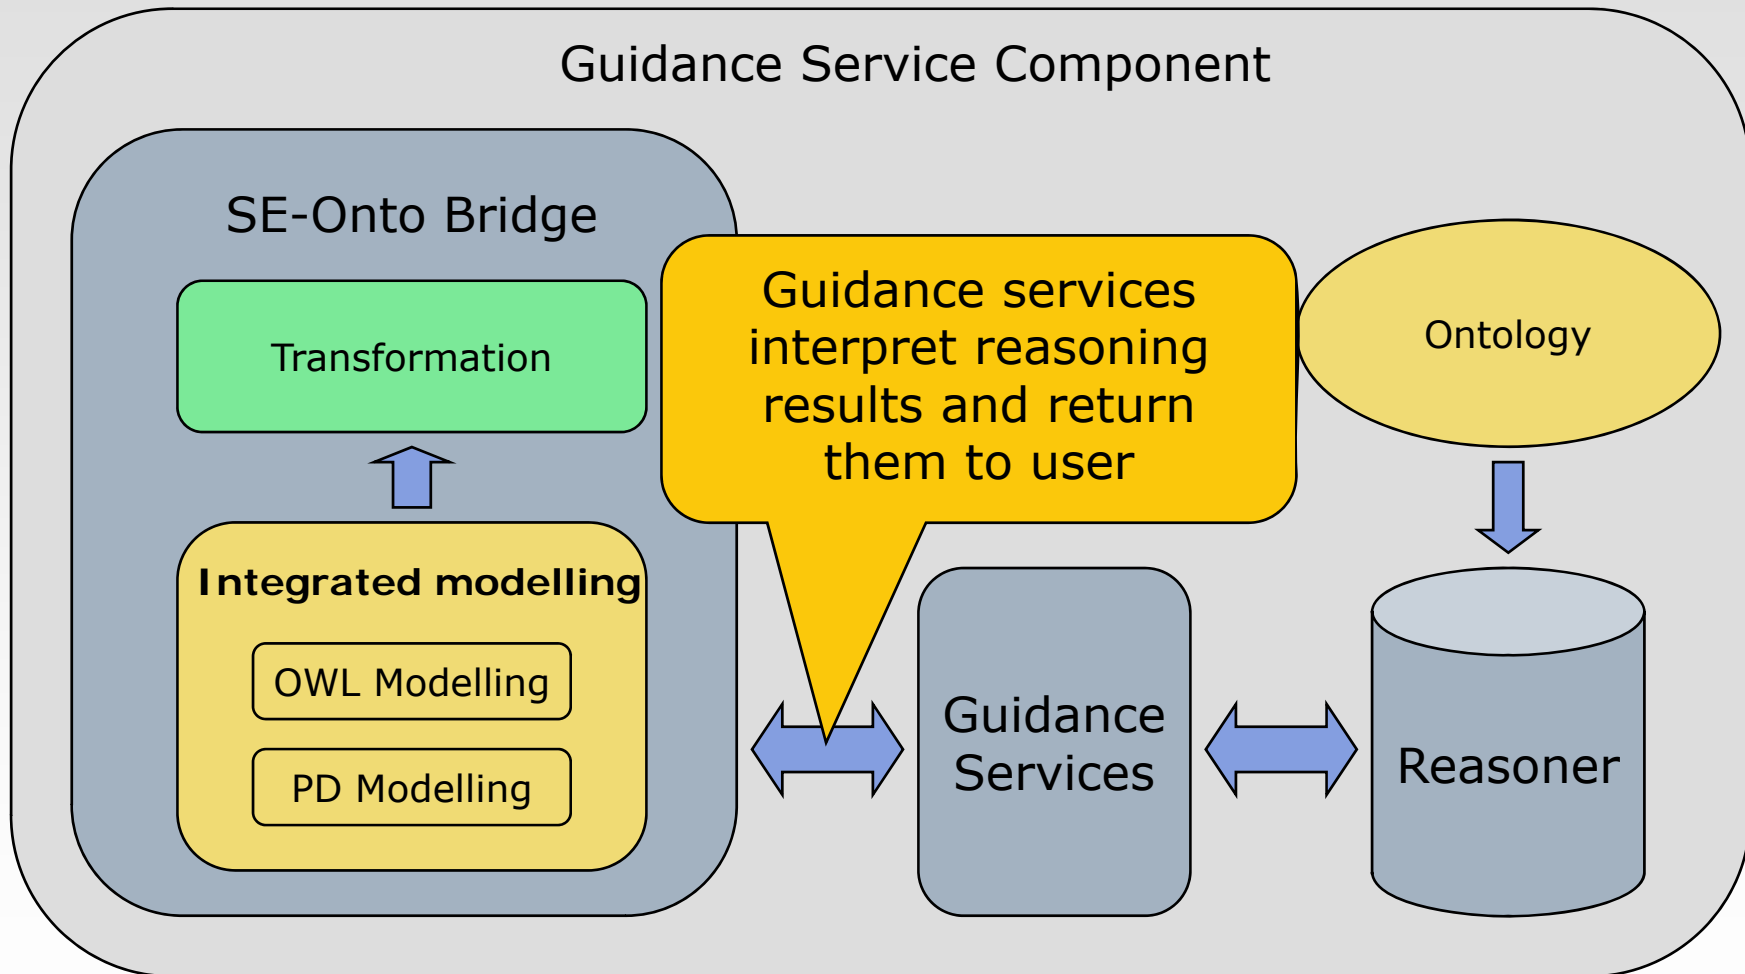 Guidance Service Component
SE-Onto Bridge
Transformation
Integrated modelling
OWL Modelling
PD Modelling
Guidance services
interpret reasoning
results and return
them to user
Guidance
Services
Ontology
Reasoner